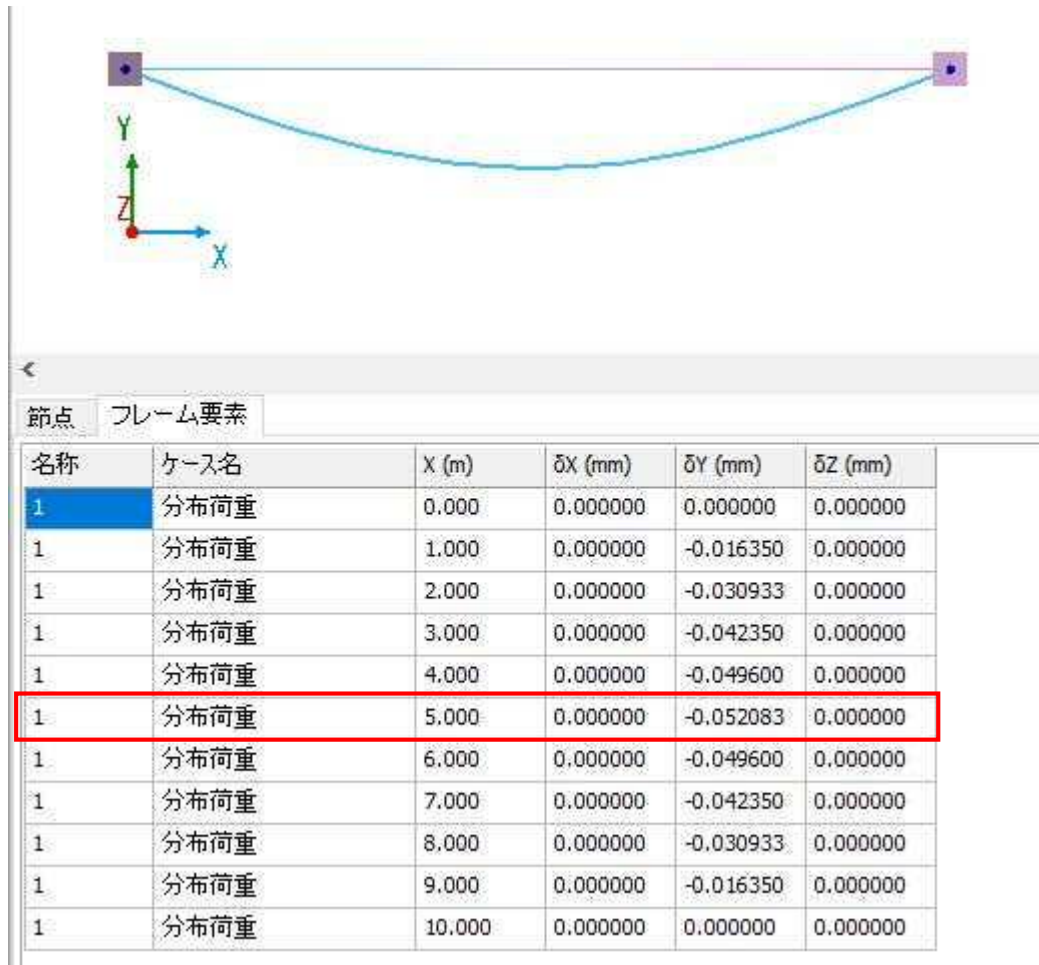 Y
Z
X
<
節点 フレーム要素
名称 ケース名 X (m) δX (mm) δY (mm) δZ (mm)
1 分布荷重 0.000 0.000000 0.000000 0.000000
1 分布荷重 1.000 0.000000 -0.016350 0.000000
1 分布荷重 2.000 0.000000 -0.030933 0.000000
1 分布荷重 3.000 0.000000 -0.042350 0.000000
1 分布荷重 4.000 0.000000 -0.049600 0.000000
1 分布荷重 5.000 0.000000 -0.052083 0.000000
1 分布荷重 6.000 0.000000 -0.049600 0.000000
1 分布荷重 7.000 0.000000 -0.042350 0.000000
1 分布荷重 8.000 0.000000 -0.030933 0.000000
1 分布荷重 9.000 0.000000 -0.016350 0.000000
1 分布荷重 10.000 0.000000 0.000000 0.000000